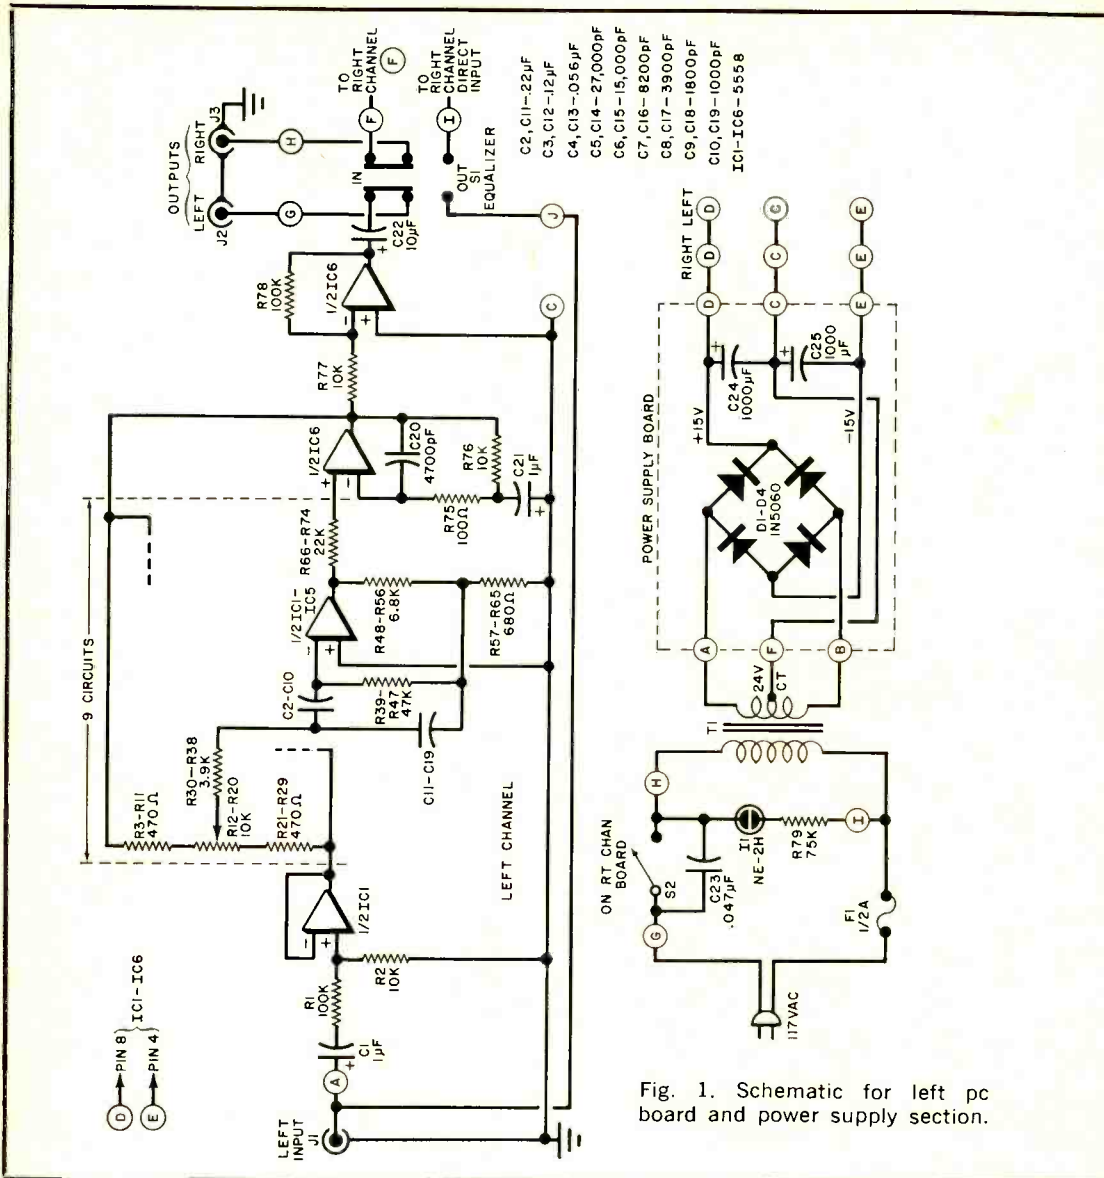 D PIN 8
E PIN 4
IC1-IC6
LEFT
INPUT
J1
A
+
C1
1µF
R1
100K
R2
10K
-
+
1/2IC1
9 CIRCUITS
R3-R11
470Ω
R12-R20
10K
R21-R29
470Ω
R30-R38
3.9K
C2-C10
C11-C19
R39-
R47
47K
-
+
1/2IC1-
IC5
R48-R56
6.8K
R57-R65
680Ω
R66-R74
22K
+
-
1/2IC6
C20
4700pF
R75
100Ω
R76
10K
C21
1µF
+
R77
10K
R78
100K
-
+
1/2IC6
+
C22
10µF
C
J
LEFT CHANNEL
OUTPUTS
LEFT RIGHT
J2
J3
G
H
IN
OUT
S1
EQUALIZER
F
TO
RIGHT
CHANNEL
F
I
TO
RIGHT
CHANNEL
DIRECT
INPUT
C2, C11-.22µF
C3, C12-.12µF
C4, C13-.056µF
C5, C14-27,000pF
C6, C15-15,000pF
C7, C16-8200pF
C8, C17-3900pF
C9, C18-1800pF
C10, C19-1000pF
IC1-IC6-5558
117VAC
G
S2
ON RT CHAN
BOARD
C23
.047µF
H
I1
NE-2H
R79
75K
I
F1
1/2A
T1
24V
CT
A
F
B
POWER SUPPLY BOARD
D1-D4
1N5060
+15V
-15V
+
C24
1000µF
+
C25
1000
µF
RIGHT LEFT
D D D
C C C
E E E
Fig. 1. Schematic for left pc
board and power supply section.